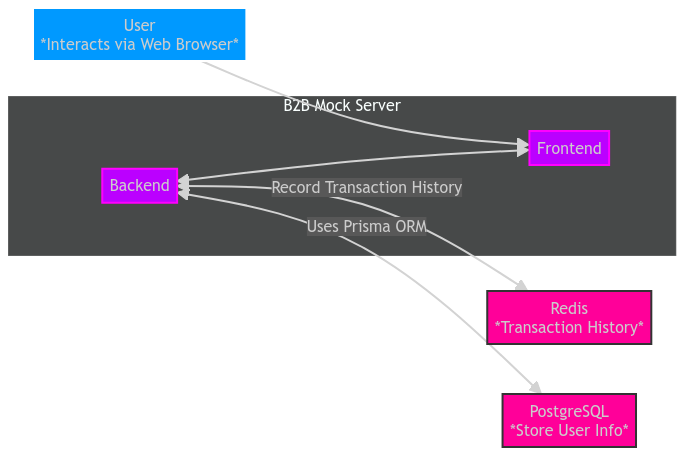 User
*Interacts via Web Browser*
B2B Mock Server
Frontend
Backend
Record Transaction History
Uses Prisma ORM
Redis
*Transaction History*
PostgreSQL
*Store User Info*